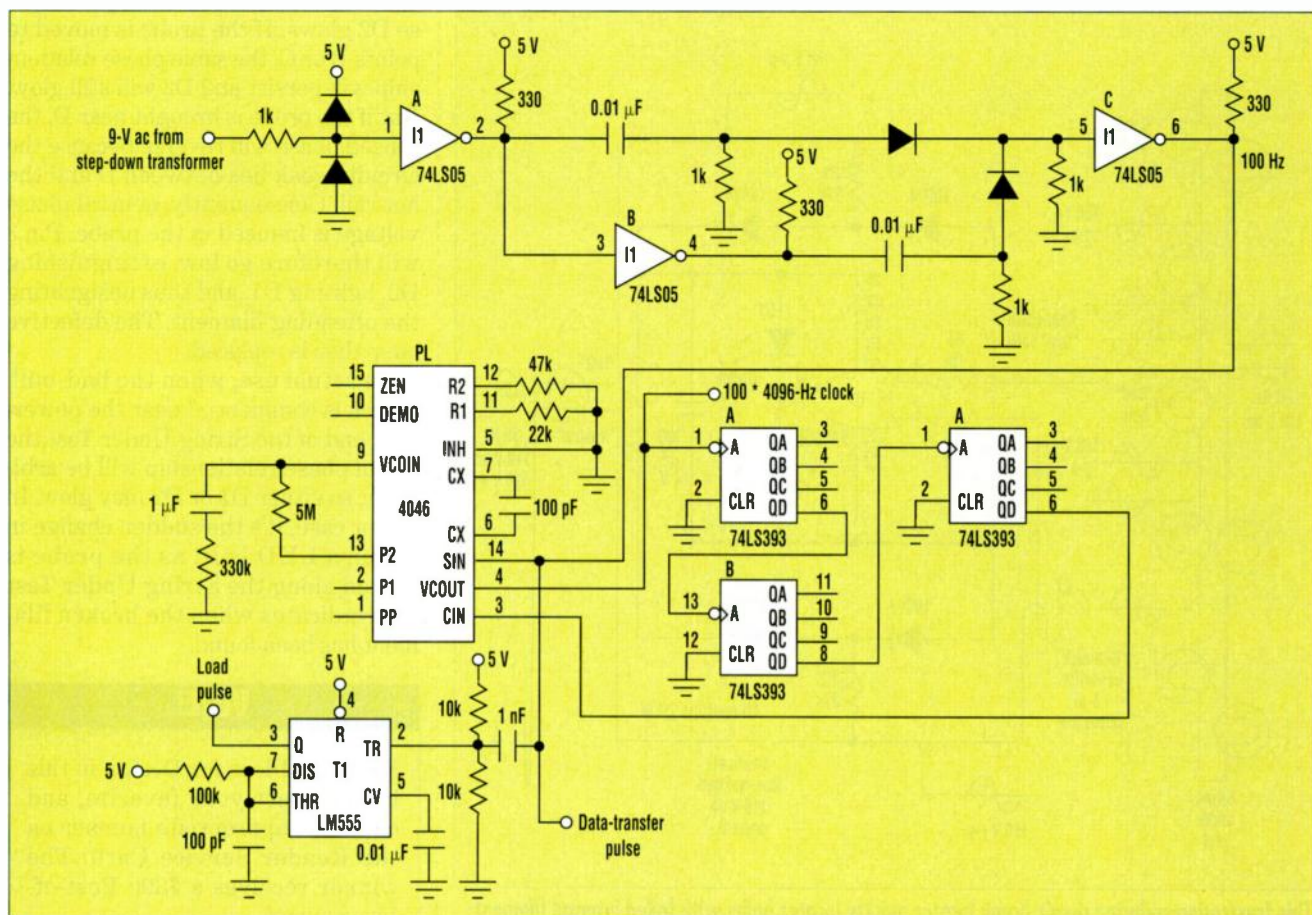 5 V
5 V
5 V
A
C
330
330
1k
0.01 μF
1
I1
2
5
I1
6
9-V ac from
step-down transformer
74LS05
5 V
74LS05
100 Hz
1k
1k
330
B
0.01 μF
3
I1
4
74LS05
1k
PL
47k
15 ZEN
R2 12
100 * 4096-Hz clock
10 DEMO
R1 11
22k
A
A
INH 5
1 A
QA 3
1 A
QA 3
9 VCOIN
CX 7
QB 4
QB 4
1 μF
5M
4046
100 pF
2 CLR
QC 5
2 CLR
QC 5
CX 6
QD 6
QD 6
13 P2
SIN 14
74LS393
74LS393
330k
2 P1
VCOUT 4
B
1 PP
CIN 3
13 A
QA 11
QB 10
12 CLR
QC 9
QD 8
74LS393
Load
pulse
5 V
5 V
4
10k
1 nF
3 Q
R
TR 2
5 V
7 DIS
T1
100k
6 THR
CV 5
10k
LM555
100 pF
0.01 μF
Data-transfer
pulse